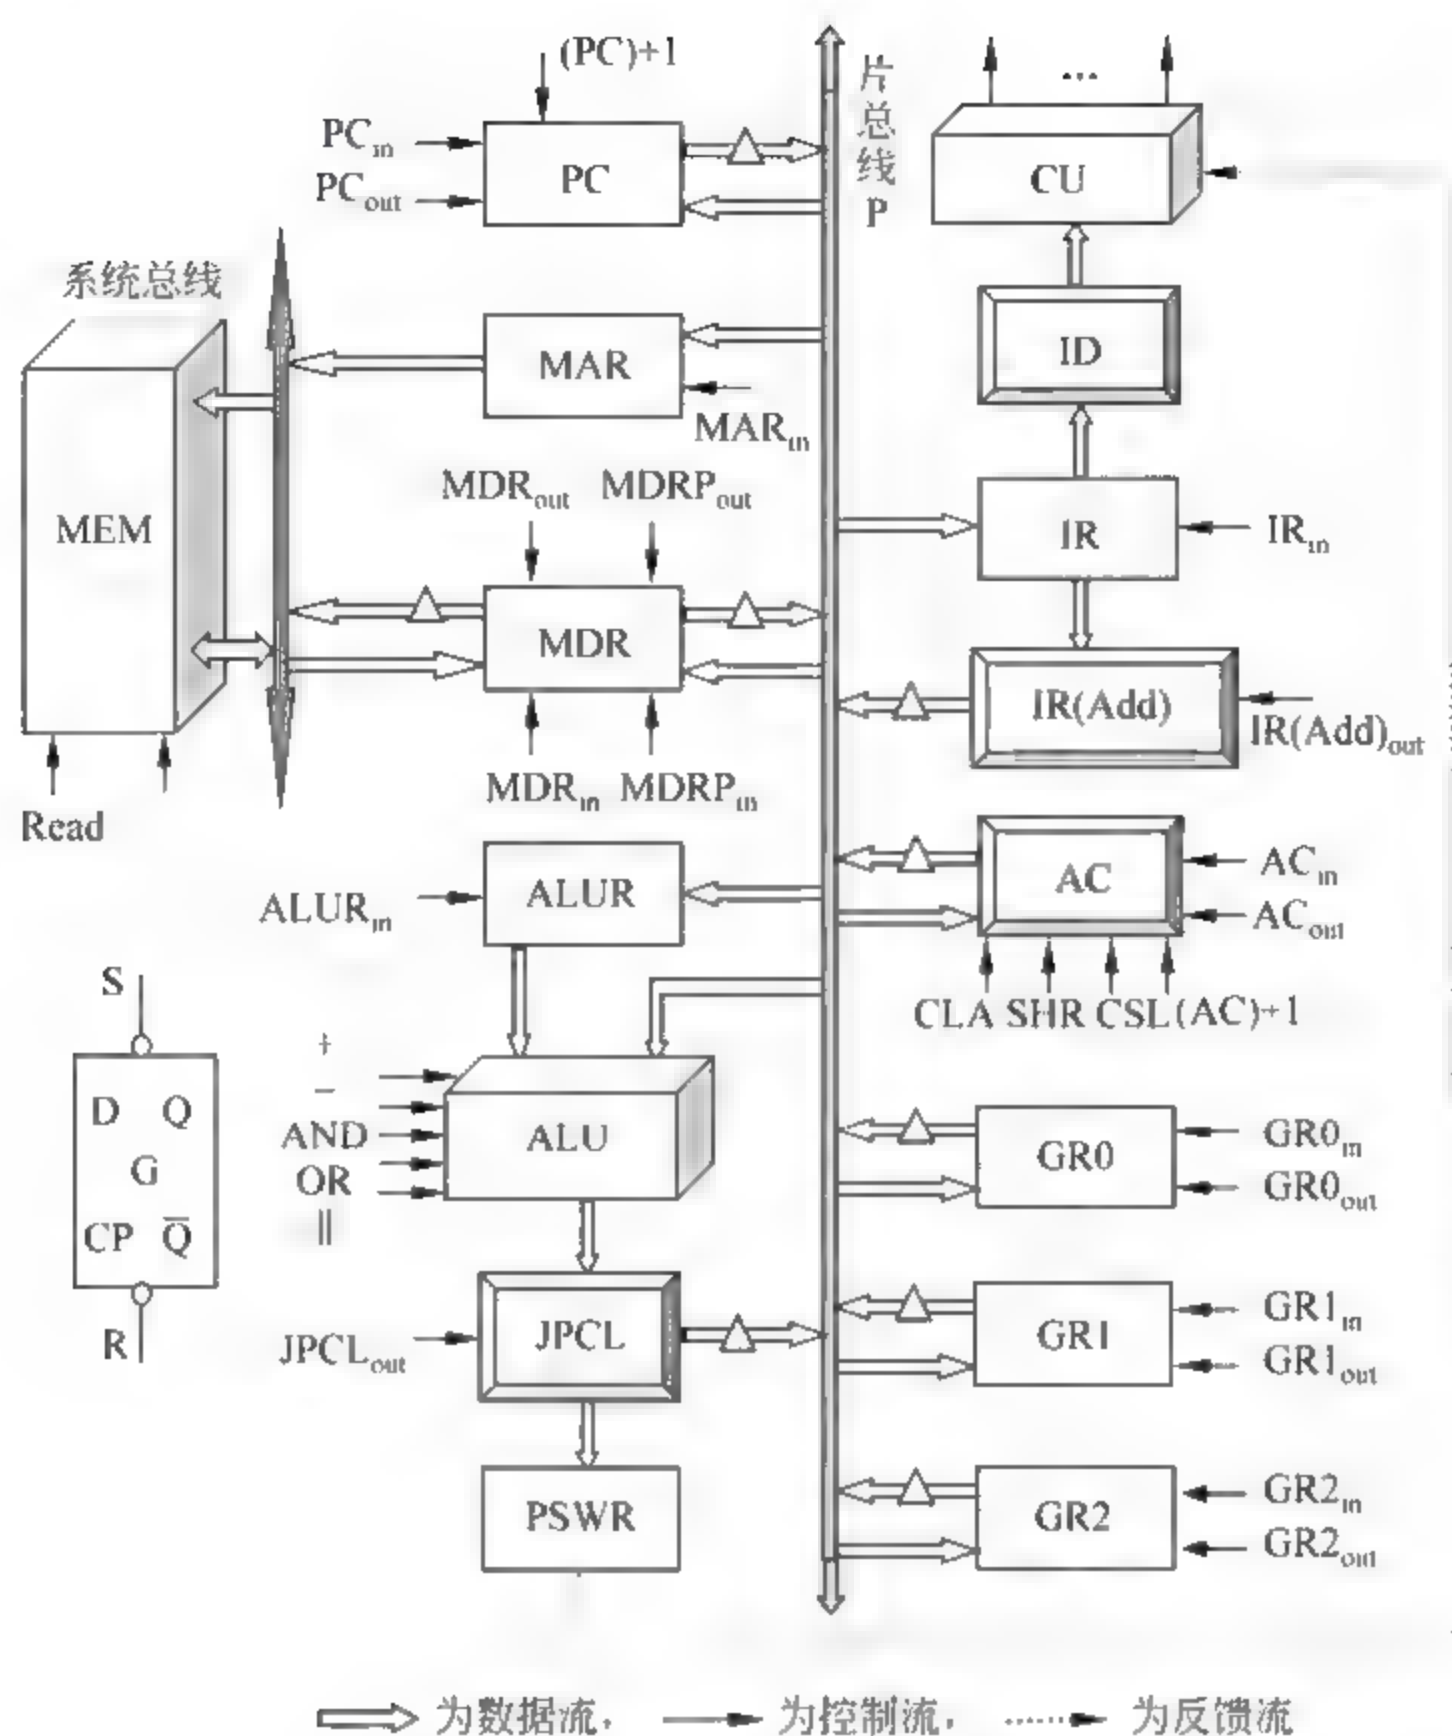 (PC)+1
PCin
PCout
PC
片总线P
...
CU
系统总线
MEM
Read
MAR
MARin
ID
MDRout MDRPout
MDR
MDRin MDRPin
IR
IRin
IR(Add)
IR(Add)out
ALURin
ALUR
AC
ACin
ACout
CLA SHR CSL (AC)+1
S
D Q
G
CP Q̅
R
+
−
AND
OR
||
ALU
GR0
GR0in
GR0out
JPCLout
JPCL
GR1
GR1in
GR1out
PSWR
GR2
GR2in
GR2out
为数据流, 为控制流, 为反馈流